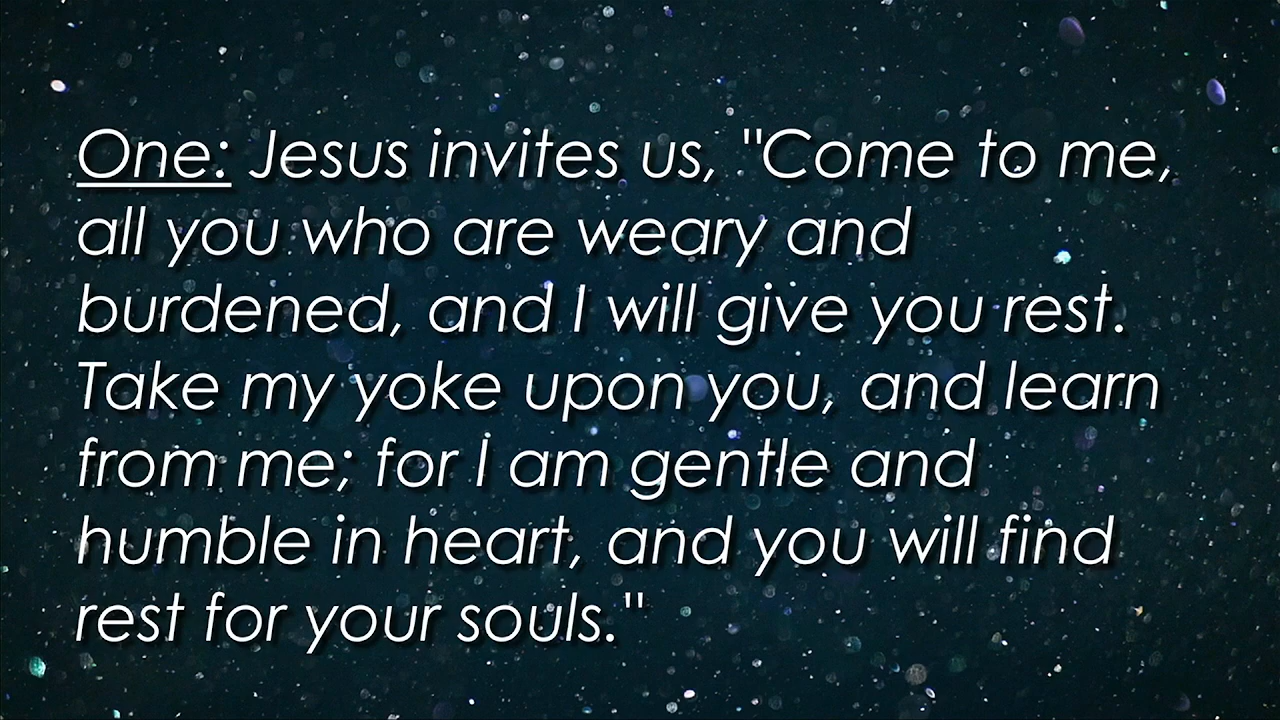 One: Jesus invites us, "Come to me,
all you who are weary and
burdened, and I will give you rest.
Take my yoke upon you, and learn
from me; for I am gentle and
humble in heart, and you will find
rest for your souls."